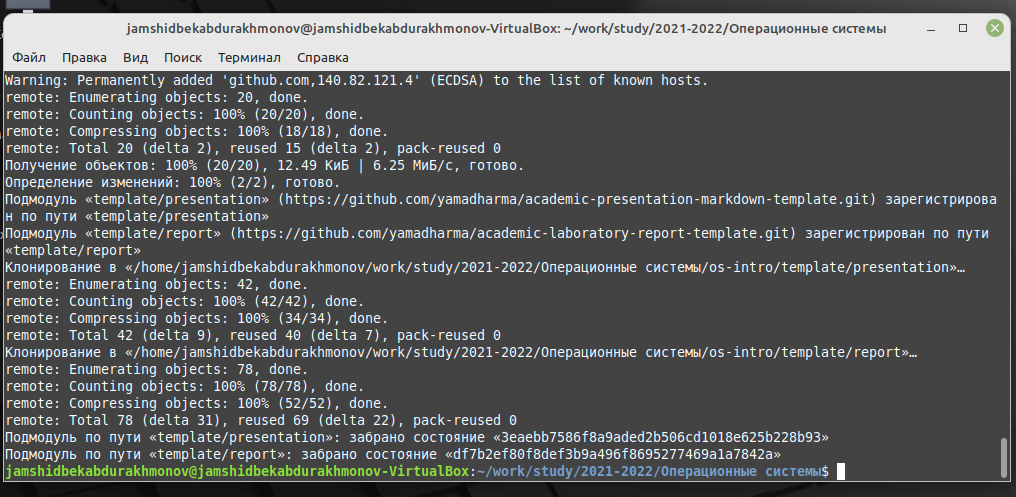 jamshidbekabdurakhmonov@jamshidbekabdurakhmonov-VirtualBox: ~/work/study/2021-2022/Операционные системы
Файл Правка Вид Поиск Терминал Справка
Warning: Permanently added 'github.com,140.82.121.4' (ECDSA) to the list of known hosts.
remote: Enumerating objects: 20, done.
remote: Counting objects: 100% (20/20), done.
remote: Compressing objects: 100% (18/18), done.
remote: Total 20 (delta 2), reused 15 (delta 2), pack-reused 0
Получение объектов: 100% (20/20), 12.49 КиБ | 6.25 МиБ/с, готово.
Определение изменений: 100% (2/2), готово.
Подмодуль «template/presentation» (https://github.com/yamadharma/academic-presentation-markdown-template.git) зарегистрирова
н по пути «template/presentation»
Подмодуль «template/report» (https://github.com/yamadharma/academic-laboratory-report-template.git) зарегистрирован по пути
«template/report»
Клонирование в «/home/jamshidbekabdurakhmonov/work/study/2021-2022/Операционные системы/os-intro/template/presentation»…
remote: Enumerating objects: 42, done.
remote: Counting objects: 100% (42/42), done.
remote: Compressing objects: 100% (34/34), done.
remote: Total 42 (delta 9), reused 40 (delta 7), pack-reused 0
Клонирование в «/home/jamshidbekabdurakhmonov/work/study/2021-2022/Операционные системы/os-intro/template/report»…
remote: Enumerating objects: 78, done.
remote: Counting objects: 100% (78/78), done.
remote: Compressing objects: 100% (52/52), done.
remote: Total 78 (delta 31), reused 69 (delta 22), pack-reused 0
Подмодуль по пути «template/presentation»: забрано состояние «3eaebb7586f8a9aded2b506cd1018e625b228b93»
Подмодуль по пути «template/report»: забрано состояние «df7b2ef80f8def3b9a496f8695277469a1a7842a»
jamshidbekabdurakhmonov@jamshidbekabdurakhmonov-VirtualBox:~/work/study/2021-2022/Операционные системы$